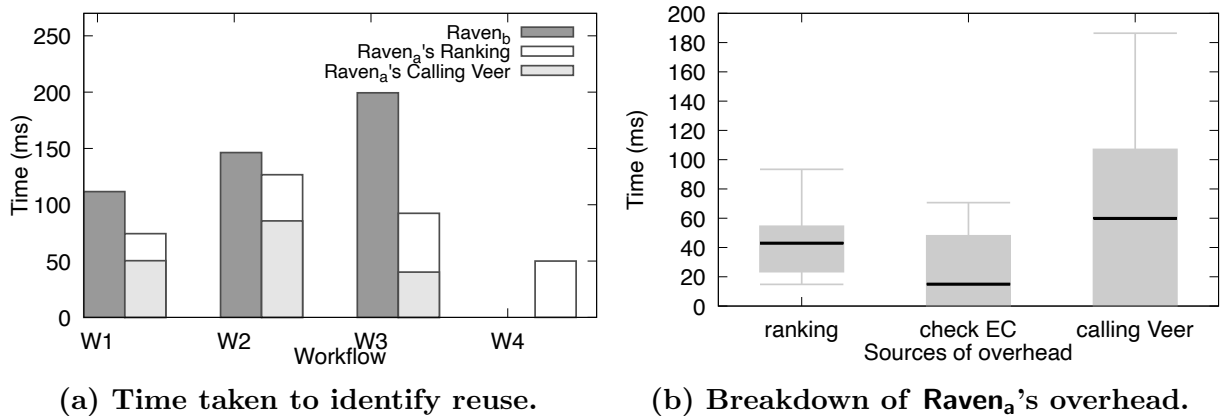 250
200
150
100
50
0
Time (ms)
Raven_b
Raven_a's Ranking
Raven_a's Calling Veer
W1 W2 W3 W4
Workflow
(a) Time taken to identify reuse.
200
180
160
140
120
100
80
60
40
20
0
Time (ms)
ranking check EC calling Veer
Sources of overhead
(b) Breakdown of Raven_a's overhead.